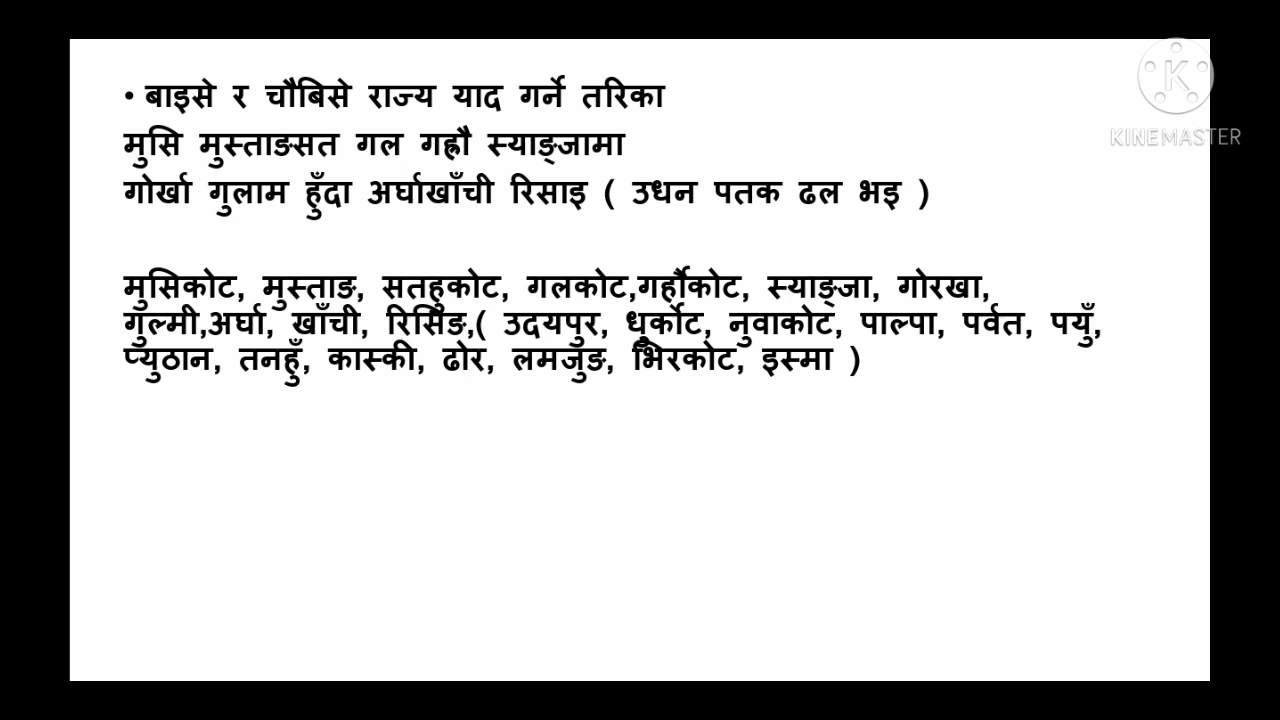 • बाइसे र चौबिसे राज्य याद गर्ने तरिका
मुसि मुस्ताङसत गल गह्रौ स्याङ्जामा
गोर्खा गुलाम हुँदा अर्घाखाँची रिसाइ ( उधन पतक ढल भइ )
मुसिकोट, मुस्ताङ, सतहुकोट, गलकोट,गर्हौंकोट, स्याङ्जा, गोरखा,
गुल्मी,अर्घा, खाँची, रिसिङ,( उदयपुर, धुर्कोट, नुवाकोट, पाल्पा, पर्वत, पयुँ,
प्युठान, तनहुँ, कास्की, ढोर, लमजुङ, भिरकोट, इस्मा )
KINEMASTER